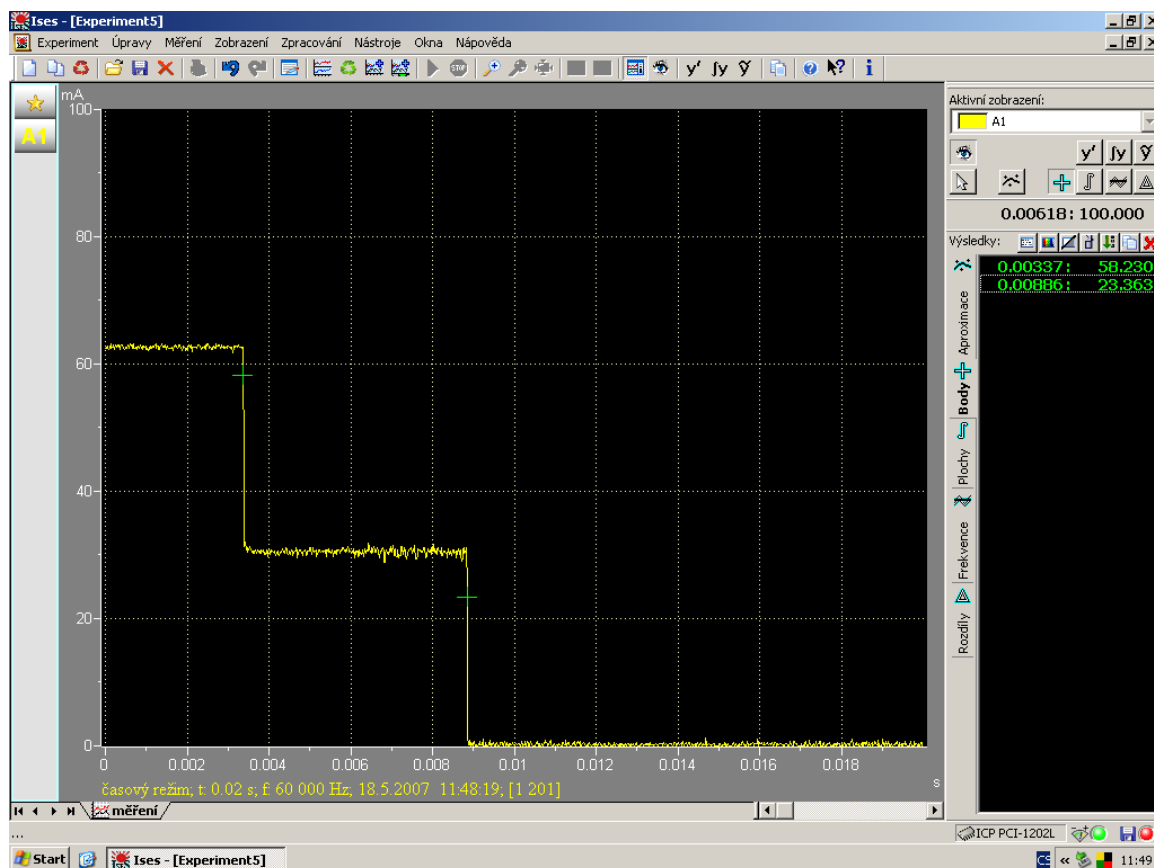 Ises - [Experiment5]
Experiment Úpravy Měření Zobrazení Zpracování Nástroje Okna Nápověda
STOP y' ∫y ỹ ? i
A1
mA
100
80
60
40
20
0
0 0.002 0.004 0.006 0.008 0.01 0.012 0.014 0.016 0.018
s
časový režim; t: 0.02 s; f: 60 000 Hz, 18.5.2007 11:48:19; [1 201]
měření
Aktivní zobrazení:
A1
y' ∫y ỹ
0.00618: 100.000
Výsledky:
0.00337: 58.230
0.00886: 23.363
Aproximace
Body
Plochy
Frekvence
Rozdíly
...
ICP PCI-1202L
Start Ises - [Experiment5] CS « 11:49